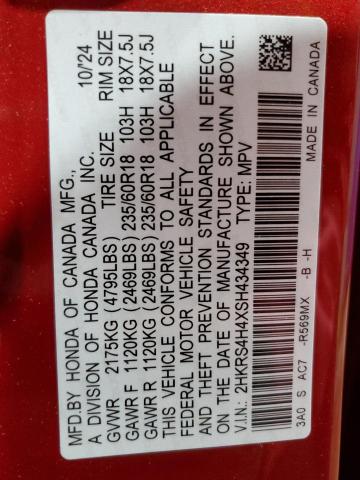 MFD.BY HONDA OF CANADA MFG., 10/'24
A DIVISION OF HONDA CANADA INC.
GVWR 2175KG (4795LBS) TIRE SIZE RIM SIZE
GAWR F 1120KG (2469LBS) 235/60R18 103H 18X7.5J
GAWR R 1120KG (2469LBS) 235/60R18 103H 18X7.5J
THIS VEHICLE CONFORMS TO ALL APPLICABLE
FEDERAL MOTOR VEHICLE SAFETY
AND THEFT PREVENTION STANDARDS IN EFFECT
ON THE DATE OF MANUFACTURE SHOWN ABOVE.
V.I.N.: 2HKRS4H4XSH434349 TYPE: MPV
3A0 S AC7 -R569MX -B -H MADE IN CANADA